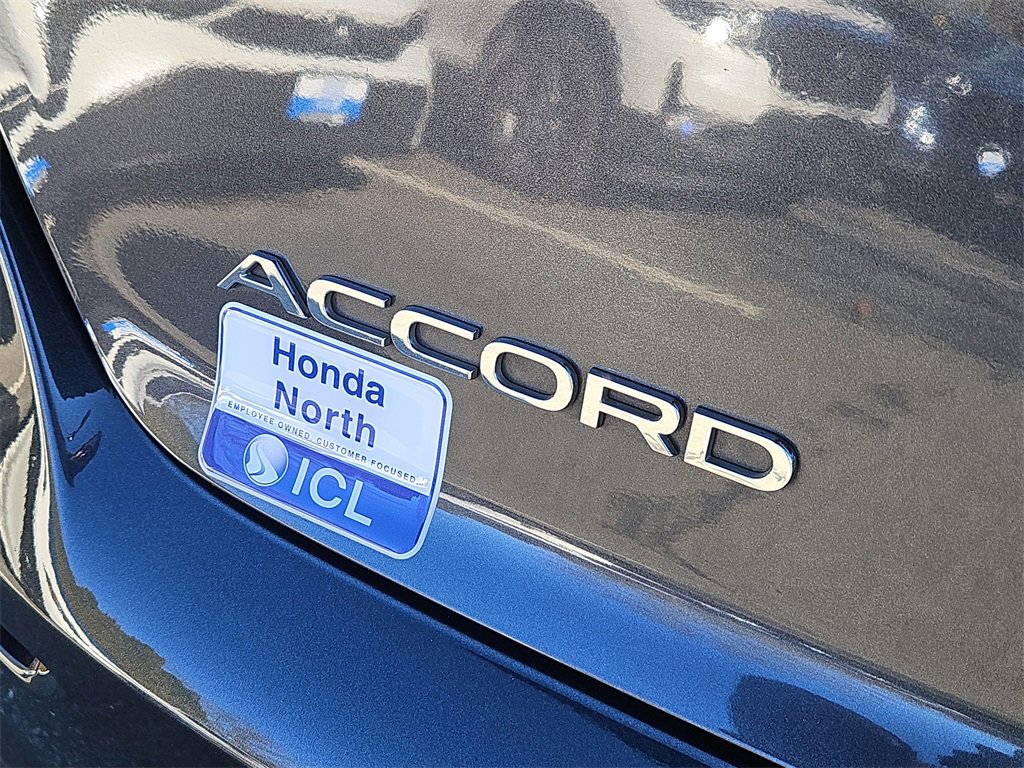 ACCORD
Honda
North
EMPLOYEE OWNED. CUSTOMER FOCUSED.
ICL